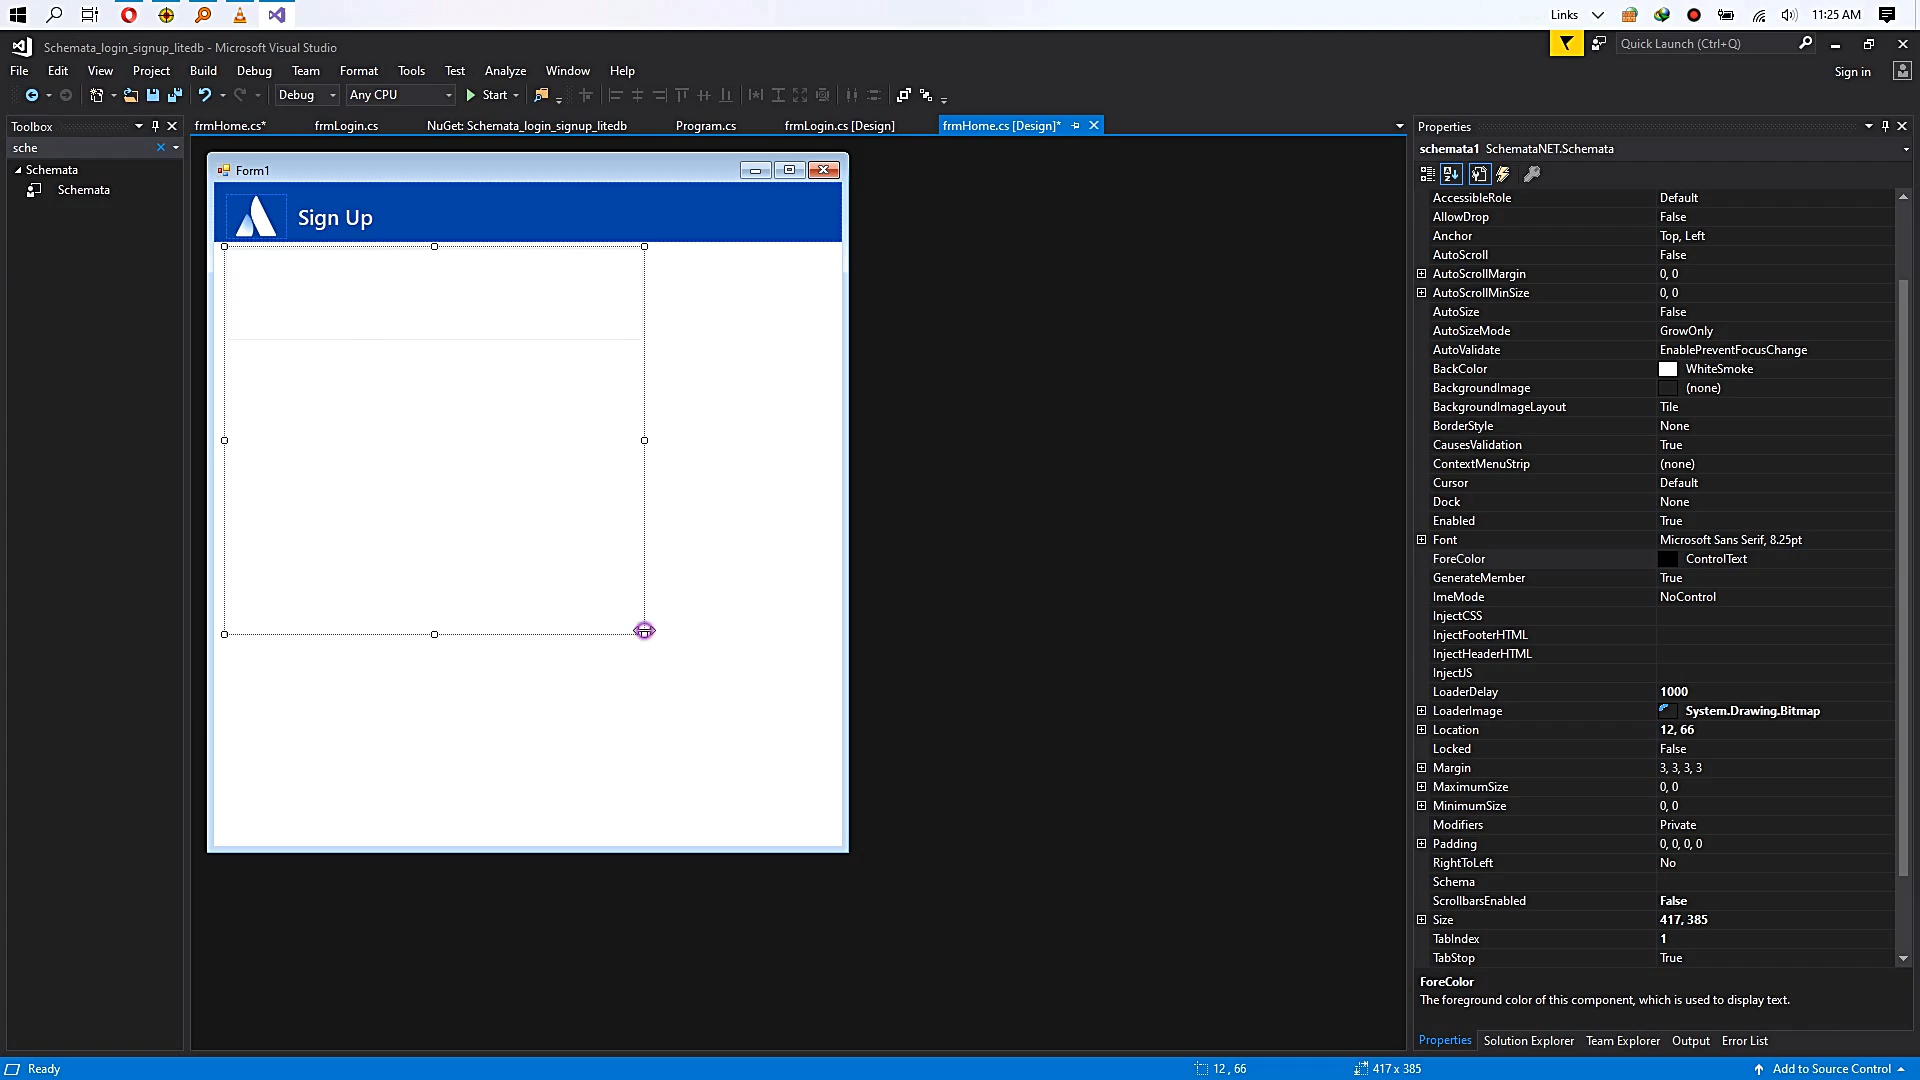 Links
11:25 AM
Schemata_login_signup_litedb - Microsoft Visual Studio
Quick Launch (Ctrl+Q)
File Edit View Project Build Debug Team Format Tools Test Analyze Window Help
Sign in
Debug Any CPU Start
Toolbox
frmHome.cs* frmLogin.cs NuGet: Schemata_login_signup_litedb Program.cs frmLogin.cs [Design] frmHome.cs [Design]*
Properties
sche
schemata1 SchemataNET.Schemata
Schemata
Schemata
Form1
Sign Up
AccessibleRole Default
AllowDrop False
Anchor Top, Left
AutoScroll False
AutoScrollMargin 0, 0
AutoScrollMinSize 0, 0
AutoSize False
AutoSizeMode GrowOnly
AutoValidate EnablePreventFocusChange
BackColor WhiteSmoke
BackgroundImage (none)
BackgroundImageLayout Tile
BorderStyle None
CausesValidation True
ContextMenuStrip (none)
Cursor Default
Dock None
Enabled True
Font Microsoft Sans Serif, 8.25pt
ForeColor ControlText
GenerateMember True
ImeMode NoControl
InjectCSS
InjectFooterHTML
InjectHeaderHTML
InjectJS
LoaderDelay 1000
LoaderImage System.Drawing.Bitmap
Location 12, 66
Locked False
Margin 3, 3, 3, 3
MaximumSize 0, 0
MinimumSize 0, 0
Modifiers Private
Padding 0, 0, 0, 0
RightToLeft No
Schema
ScrollbarsEnabled False
Size 417, 385
TabIndex 1
TabStop True
ForeColor
The foreground color of this component, which is used to display text.
Properties Solution Explorer Team Explorer Output Error List
Ready
12 , 66
417 x 385
Add to Source Control